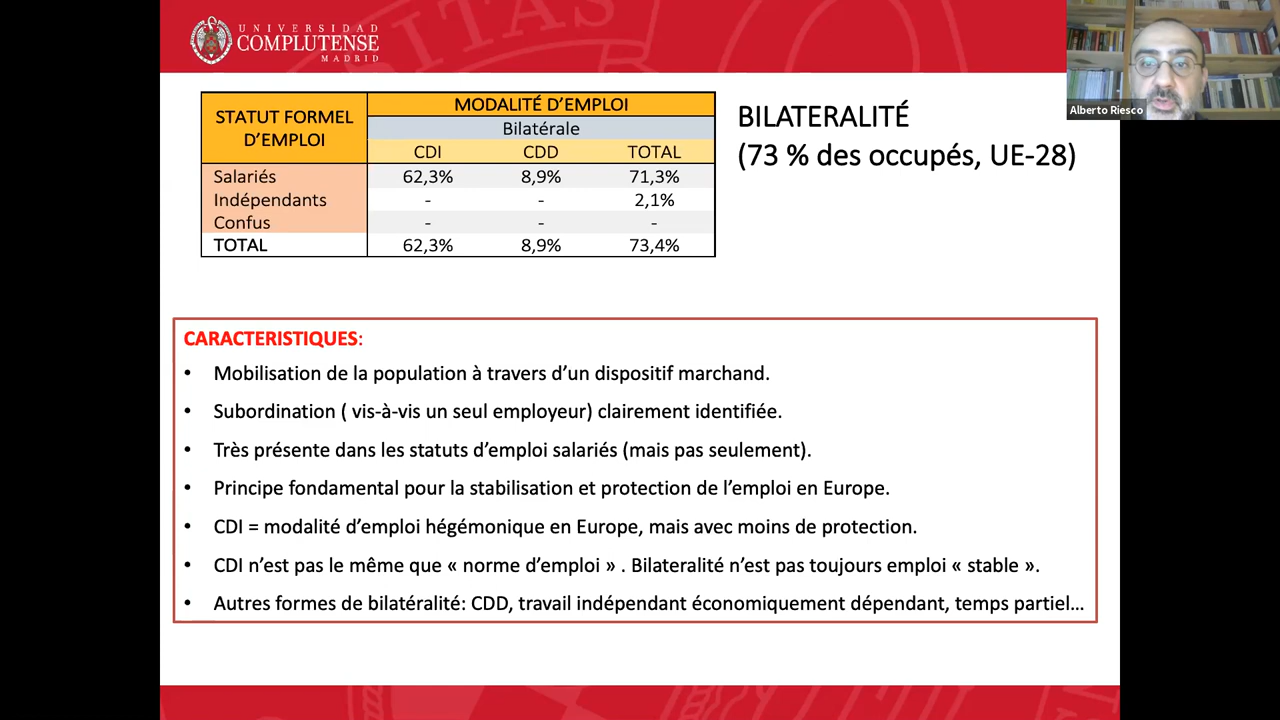 UNIVERSIDAD
COMPLUTENSE
MADRID
Alberto Riesco
STATUT FORMEL D'EMPLOI
MODALITÉ D'EMPLOI
Bilatérale
CDI CDD TOTAL
Salariés 62,3% 8,9% 71,3%
Indépendants - - 2,1%
Confus - - -
TOTAL 62,3% 8,9% 73,4%
BILATERALITÉ
(73 % des occupés, UE-28)
CARACTERISTIQUES:
• Mobilisation de la population à travers d'un dispositif marchand.
• Subordination ( vis-à-vis un seul employeur) clairement identifiée.
• Très présente dans les statuts d'emploi salariés (mais pas seulement).
• Principe fondamental pour la stabilisation et protection de l'emploi en Europe.
• CDI = modalité d'emploi hégémonique en Europe, mais avec moins de protection.
• CDI n'est pas le même que « norme d'emploi » . Bilateralité n'est pas toujours emploi « stable ».
• Autres formes de bilatéralité: CDD, travail indépendant économiquement dépendant, temps partiel…